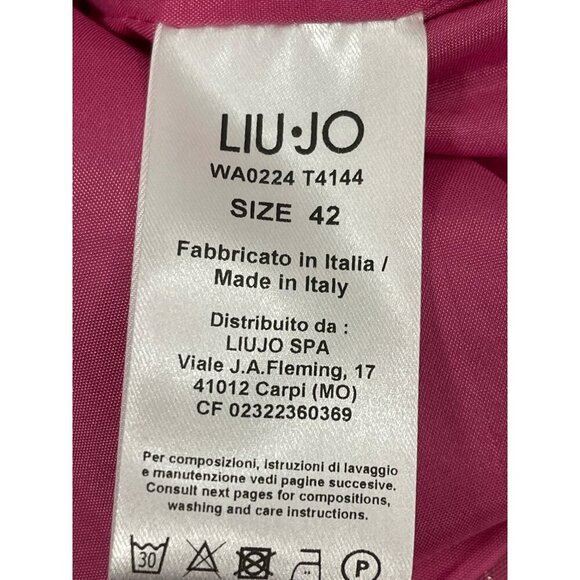 LIU·JO
WA0224 T4144
SIZE 42
Fabbricato in Italia /
Made in Italy
Distribuito da :
LIUJO SPA
Viale J.A.Fleming, 17
41012 Carpi (MO)
CF 02322360369
Per composizioni, istruzioni di lavaggio
e manutenzione vedi pagine succesive.
Consult next pages for compositions,
washing and care instructions.
30 P